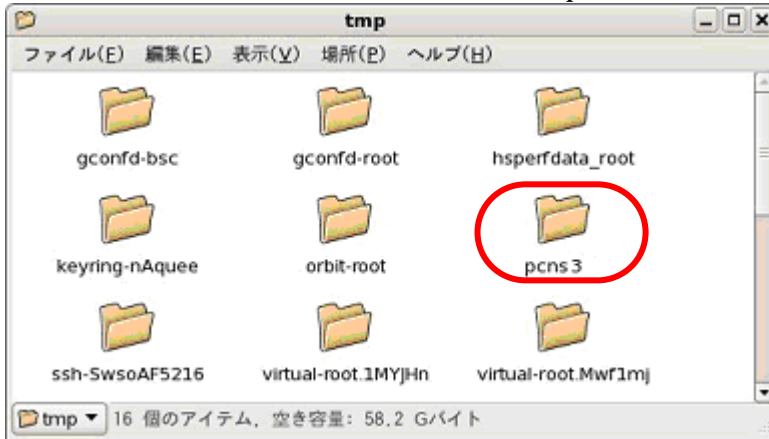 tmp
ファイル(F) 編集(E) 表示(V) 場所(P) ヘルプ(H)
gconfd-bsc gconfd-root hsperfdata_root
keyring-nAquee orbit-root pcns3
ssh-SwsoAF5216 virtual-root.1MYJHn virtual-root.Mwf1mj
tmp 16 個のアイテム, 空き容量: 58.2 Gバイト